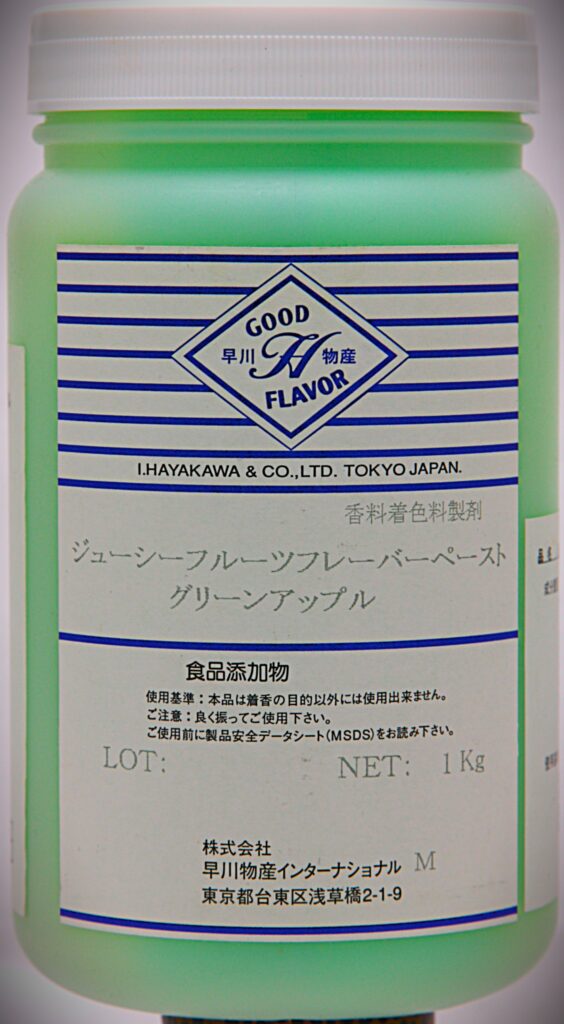 GOOD
早川 H 物産
FLAVOR
I.HAYAKAWA & CO.,LTD. TOKYO JAPAN.
香料着色料製剤
ジューシーフルーツフレーバーペースト
グリーンアップル
食品添加物
使用基準：本品は着香の目的以外には使用出来ません。
ご注意：良く振ってご使用下さい。
ご使用前に製品安全データシート(MSDS)をお読み下さい。
LOT: NET: 1Kg
株式会社
早川物産インターナショナル M
東京都台東区浅草橋2-1-9